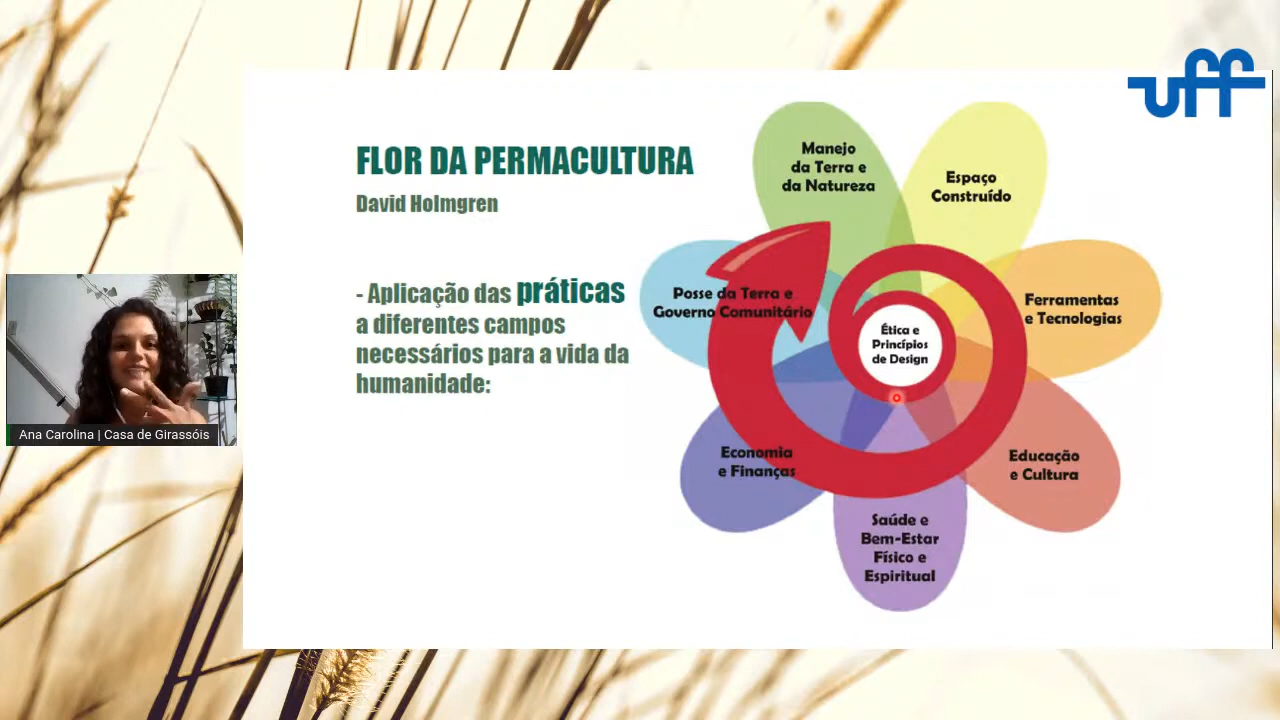 uff
FLOR DA PERMACULTURA
David Holmgren
- Aplicação das práticas
a diferentes campos
necessários para a vida da
humanidade:
Manejo
da Terra e
da Natureza
Espaço
Construído
Ferramentas
e Tecnologias
Educação
e Cultura
Saúde e
Bem-Estar
Físico e
Espiritual
Economia
e Finanças
Posse da Terra e
Governo Comunitário
Ética e
Princípios
de Design
Ana Carolina | Casa de Girassóis